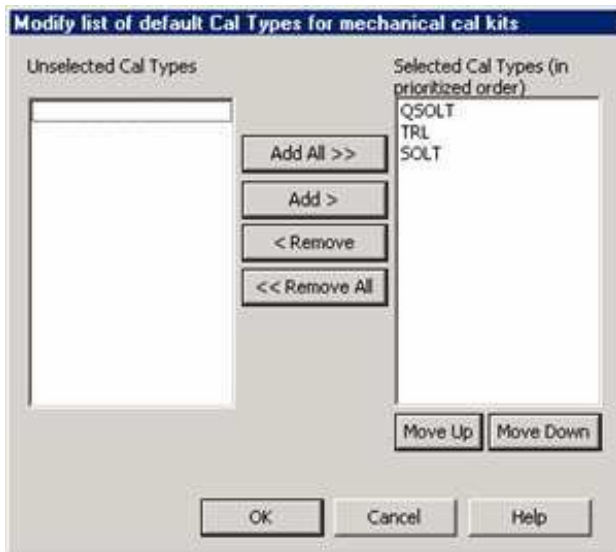 Modify list of default Cal Types for mechanical cal kits
Unselected Cal Types
Selected Cal Types (in
prioritized order)
QSOLT
TRL
SOLT
Add All >>
Add >
< Remove
<< Remove All
Move Up
Move Down
OK
Cancel
Help